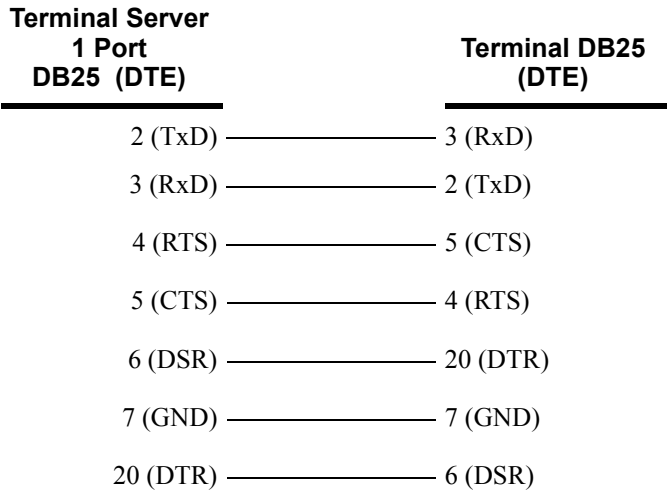 Terminal Server
1 Port
DB25 (DTE)
Terminal DB25
(DTE)
2 (TxD) 3 (RxD)
3 (RxD) 2 (TxD)
4 (RTS) 5 (CTS)
5 (CTS) 4 (RTS)
6 (DSR) 20 (DTR)
7 (GND) 7 (GND)
20 (DTR) 6 (DSR)